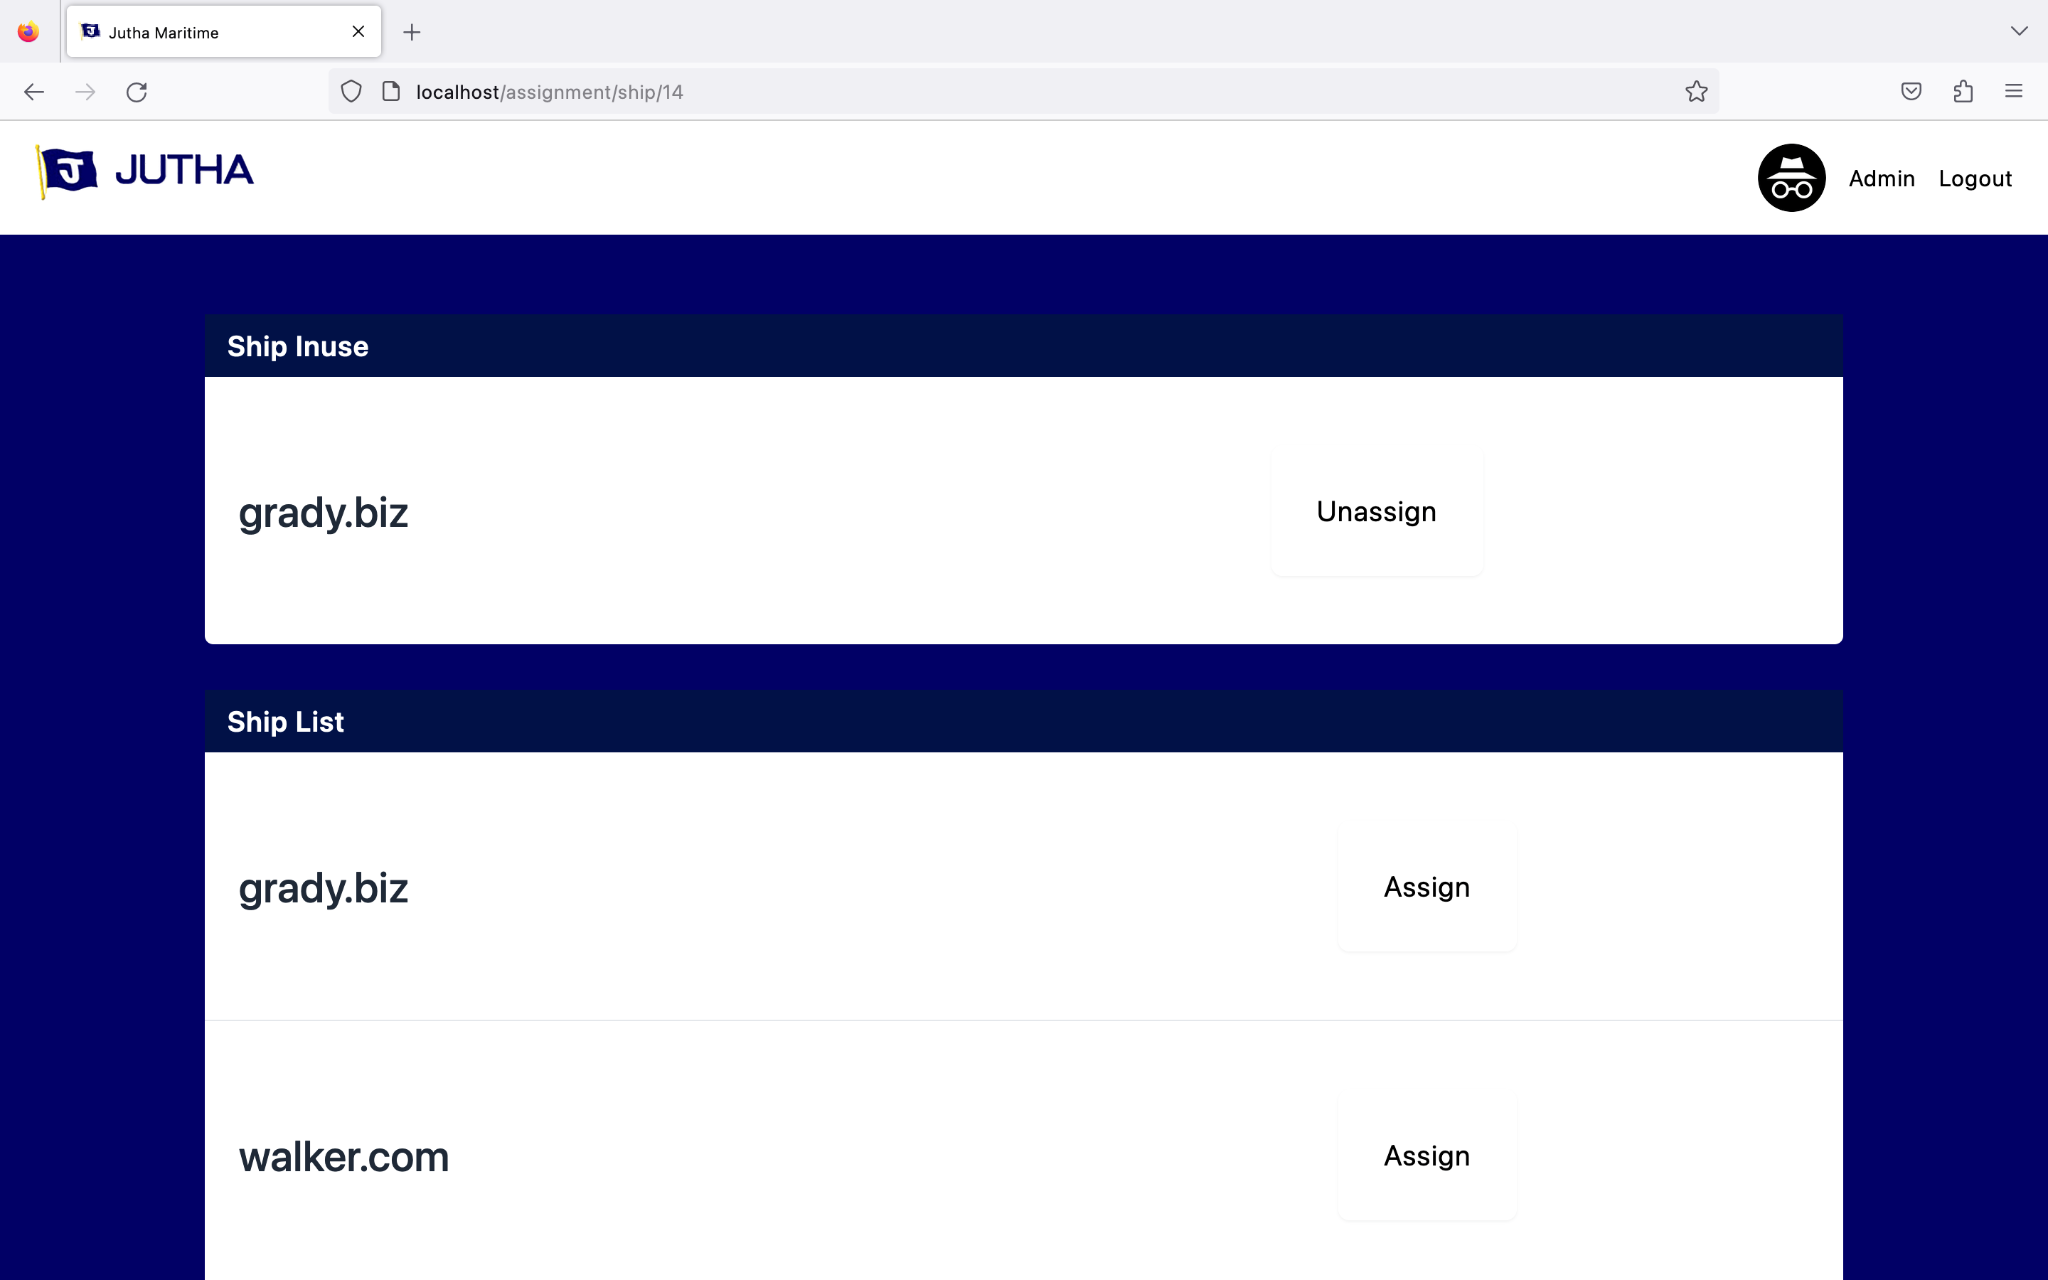 Jutha Maritime
localhost/assignment/ship/14
J JUTHA
Admin Logout
Ship Inuse
grady.biz Unassign
Ship List
grady.biz Assign
walker.com Assign